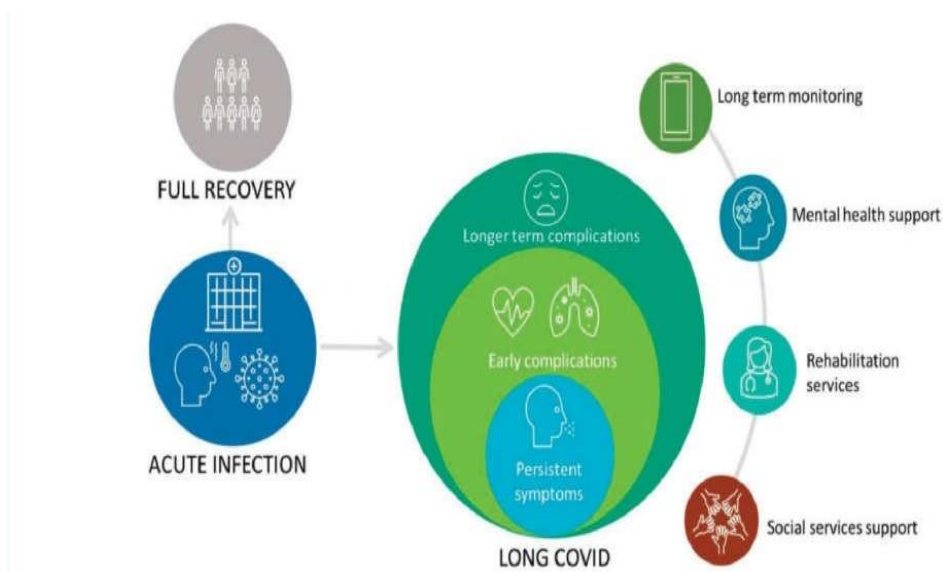 FULL RECOVERY
ACUTE INFECTION
Longer term complications
Early complications
Persistent
symptoms
LONG COVID
Long term monitoring
Mental health support
Rehabilitation
services
Social services support